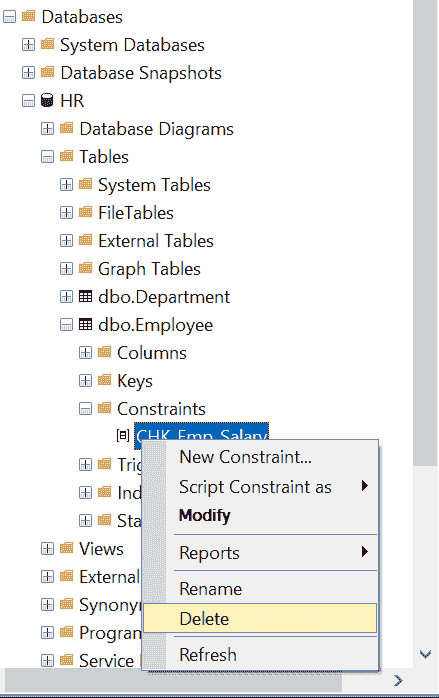 Databases
System Databases
Database Snapshots
HR
Database Diagrams
Tables
System Tables
FileTables
External Tables
Graph Tables
dbo.Department
dbo.Employee
Columns
Keys
Constraints
CHK_Emp_Salary
New Constraint...
Trig
Script Constraint as
Ind
Modify
Sta
Views
Reports
External
Rename
Synonyn
Delete
Program
Refresh
Service